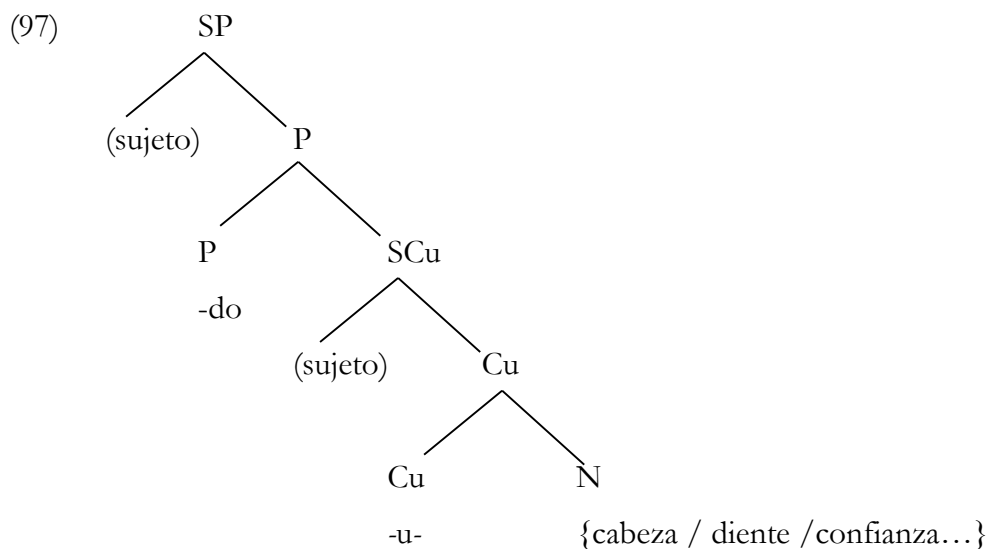 (97) SP
(sujeto) P
P SCu
-do
(sujeto) Cu
Cu N
-u- {cabeza / diente /confianza…}